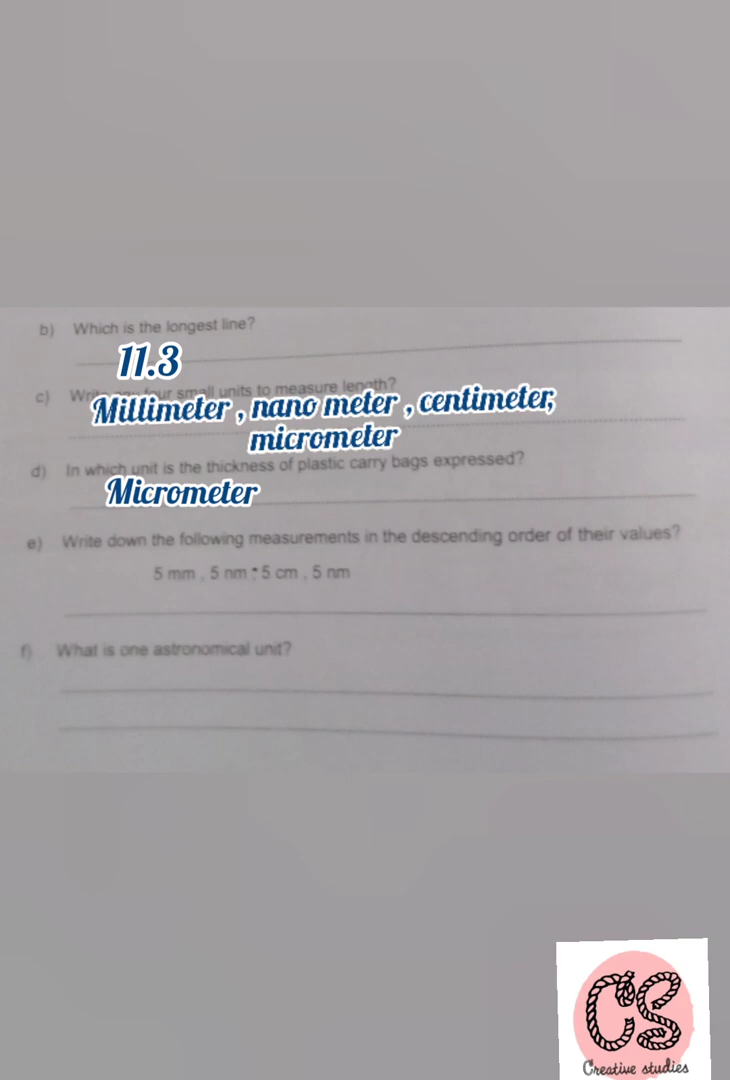 b) Which is the longest line?
11.3
c) Write any four small units to measure length?
Millimeter , nano meter , centimeter,
micrometer
d) In which unit is the thickness of plastic carry bags expressed?
Micrometer
e) Write down the following measurements in the descending order of their values?
5 mm , 5 nm , 5 cm , 5 nm
f) What is one astronomical unit?
CS
Creative studies